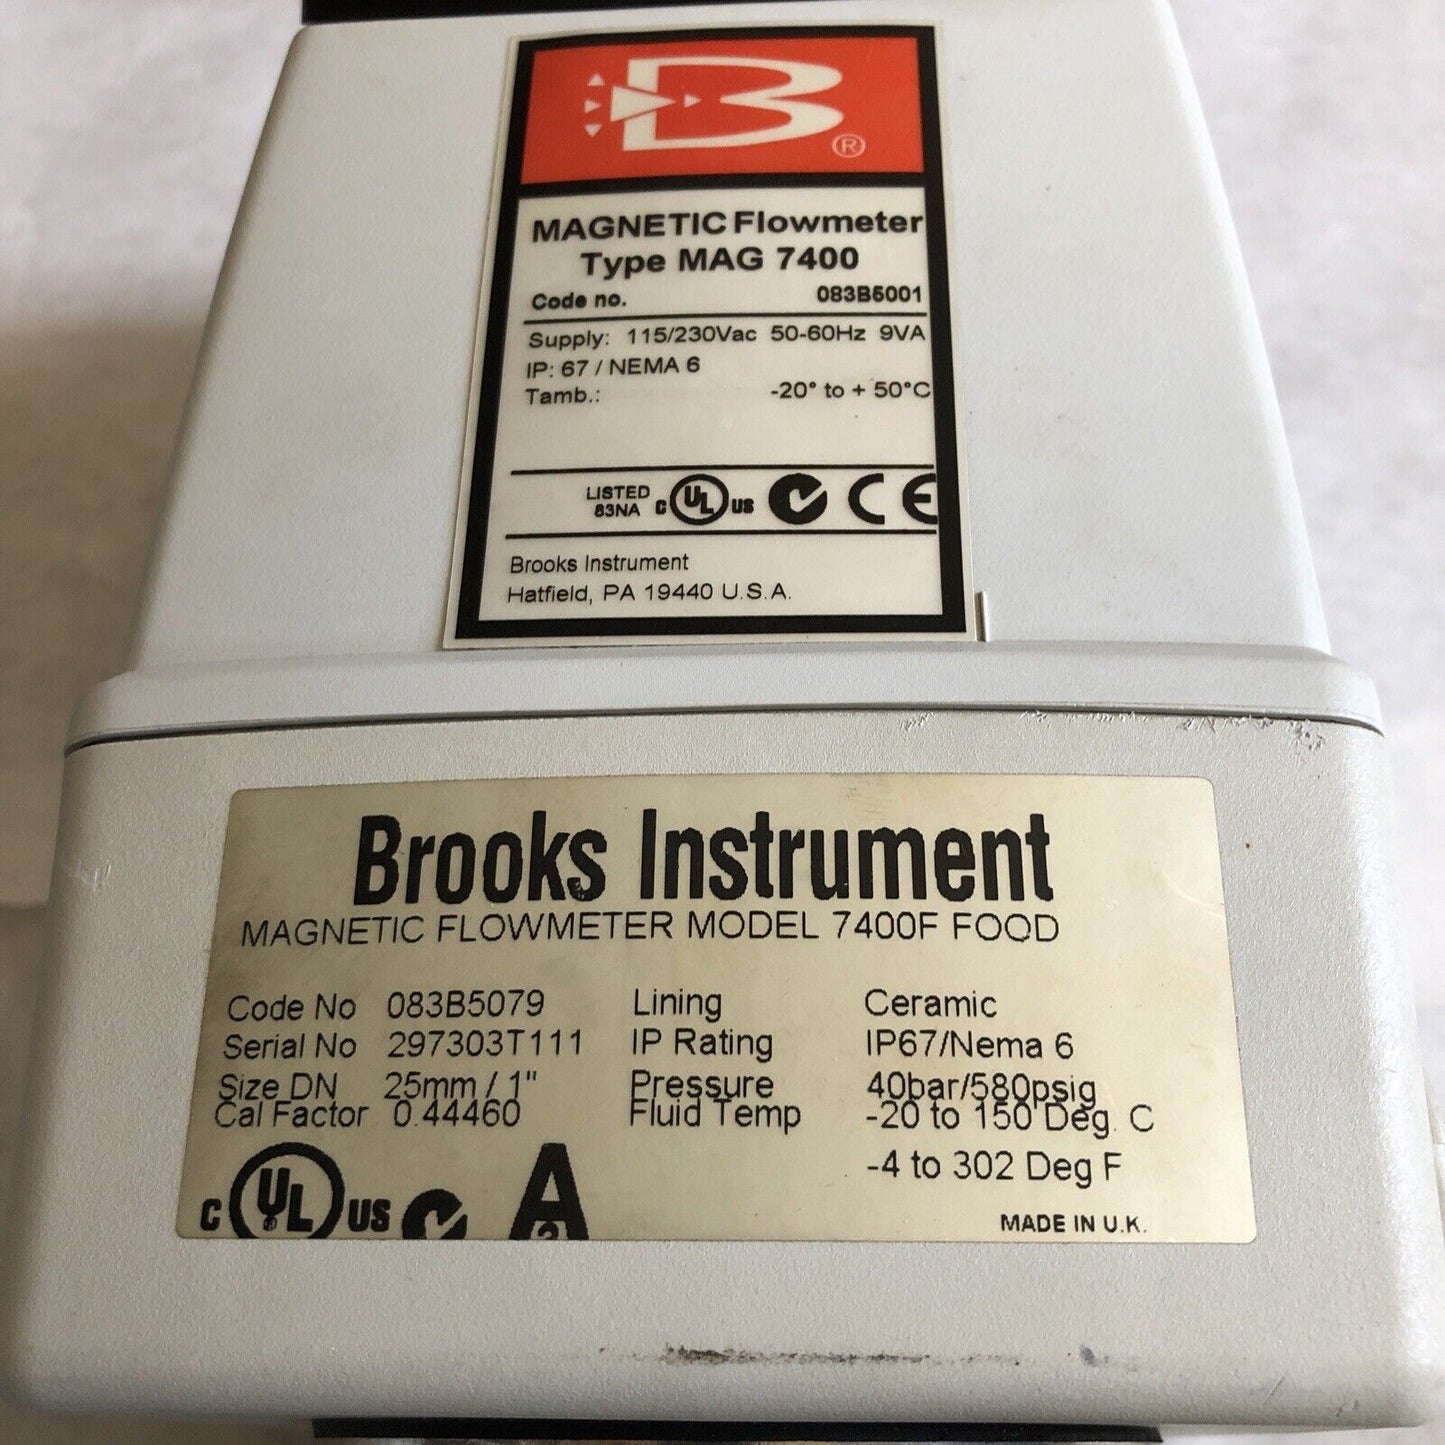 B ®
MAGNETIC Flowmeter
Type MAG 7400
Code no. 083B5001
Supply: 115/230Vac 50-60Hz 9VA
IP: 67 / NEMA 6
Tamb.: -20° to + 50°C
LISTED
83NA
C UL US CE
Brooks Instrument
Hatfield, PA 19440 U.S.A.
Brooks Instrument
MAGNETIC FLOWMETER MODEL 7400F FOOD
Code No 083B5079 Lining Ceramic
Serial No 297303T111 IP Rating IP67/Nema 6
Size DN 25mm / 1" Pressure 40bar/580psig
Cal Factor 0.44460 Fluid Temp -20 to 150 Deg. C
-4 to 302 Deg F
C UL ® US A 3
MADE IN U.K.